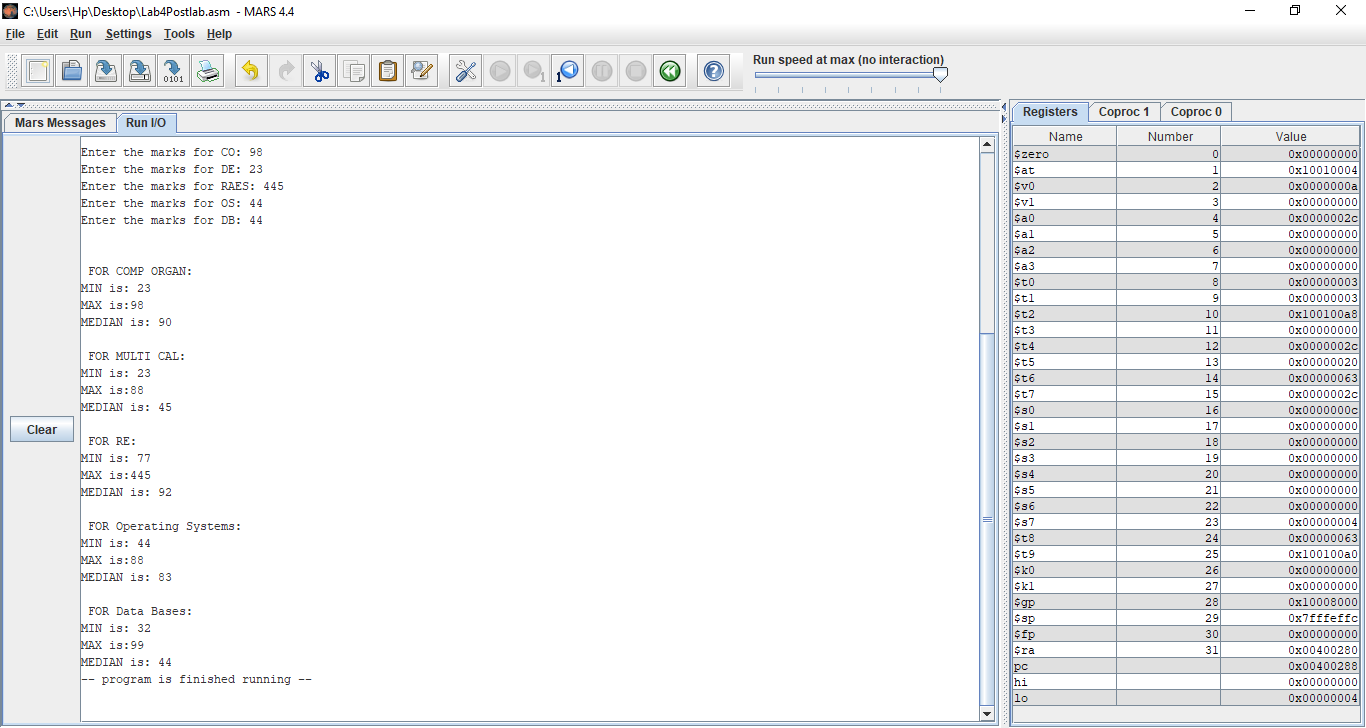 C:\Users\Hp\Desktop\Lab4Postlab.asm - MARS 4.4
File Edit Run Settings Tools Help
Run speed at max (no interaction)
0101
1
1
?
Mars Messages Run I/O
Enter the marks for CO: 98
Enter the marks for DE: 23
Enter the marks for RAES: 445
Enter the marks for OS: 44
Enter the marks for DB: 44
FOR COMP ORGAN:
MIN is: 23
MAX is:98
MEDIAN is: 90
FOR MULTI CAL:
MIN is: 23
MAX is:88
MEDIAN is: 45
Clear
FOR RE:
MIN is: 77
MAX is:445
MEDIAN is: 92
FOR Operating Systems:
MIN is: 44
MAX is:88
MEDIAN is: 83
FOR Data Bases:
MIN is: 32
MAX is:99
MEDIAN is: 44
-- program is finished running --
Registers Coproc 1 Coproc 0
Name Number Value
$zero 0 0x00000000
$at 1 0x10010004
$v0 2 0x0000000a
$v1 3 0x00000000
$a0 4 0x0000002c
$a1 5 0x00000000
$a2 6 0x00000000
$a3 7 0x00000000
$t0 8 0x00000003
$t1 9 0x00000003
$t2 10 0x100100a8
$t3 11 0x00000000
$t4 12 0x0000002c
$t5 13 0x00000020
$t6 14 0x00000063
$t7 15 0x0000002c
$s0 16 0x0000000c
$s1 17 0x00000000
$s2 18 0x00000000
$s3 19 0x00000000
$s4 20 0x00000000
$s5 21 0x00000000
$s6 22 0x00000000
$s7 23 0x00000004
$t8 24 0x00000063
$t9 25 0x100100a0
$k0 26 0x00000000
$k1 27 0x00000000
$gp 28 0x10008000
$sp 29 0x7fffeffc
$fp 30 0x00000000
$ra 31 0x00400280
pc 0x00400288
hi 0x00000000
lo 0x00000004